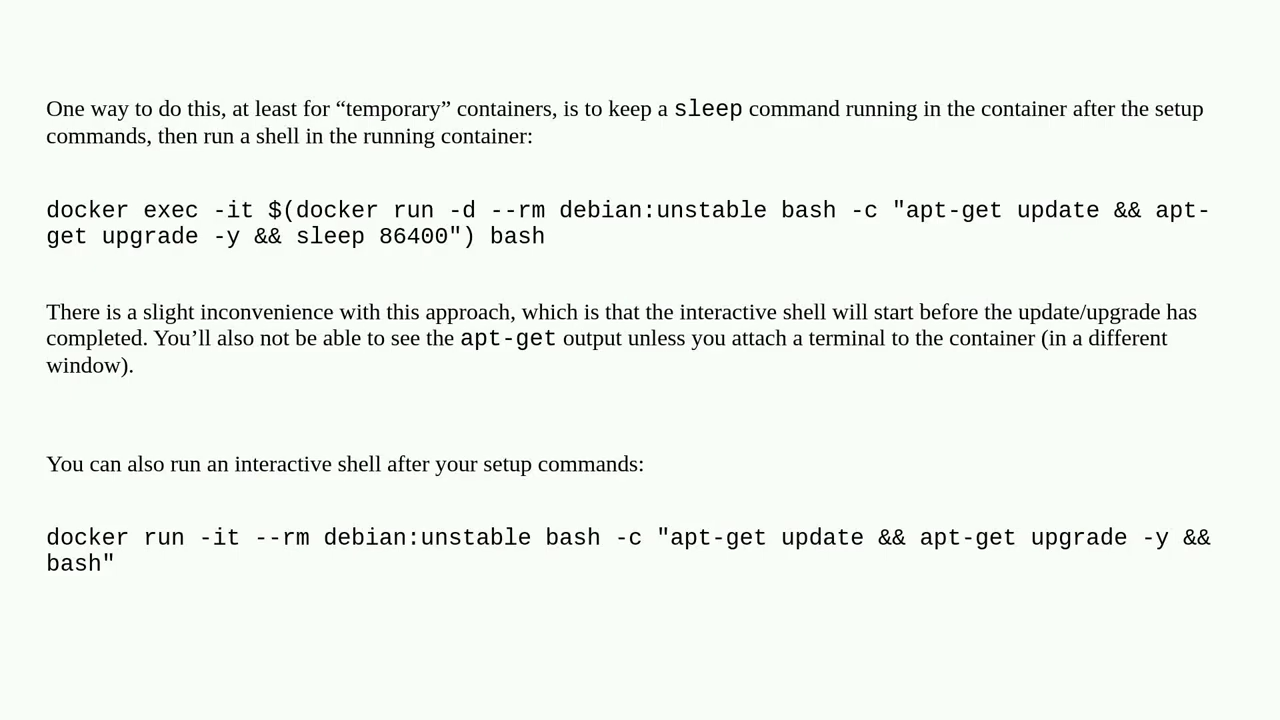 One way to do this, at least for “temporary” containers, is to keep a sleep command running in the container after the setup
commands, then run a shell in the running container:
docker exec -it $(docker run -d --rm debian:unstable bash -c "apt-get update && apt-
get upgrade -y && sleep 86400") bash
There is a slight inconvenience with this approach, which is that the interactive shell will start before the update/upgrade has
completed. You’ll also not be able to see the apt-get output unless you attach a terminal to the container (in a different
window).
You can also run an interactive shell after your setup commands:
docker run -it --rm debian:unstable bash -c "apt-get update && apt-get upgrade -y &&
bash"